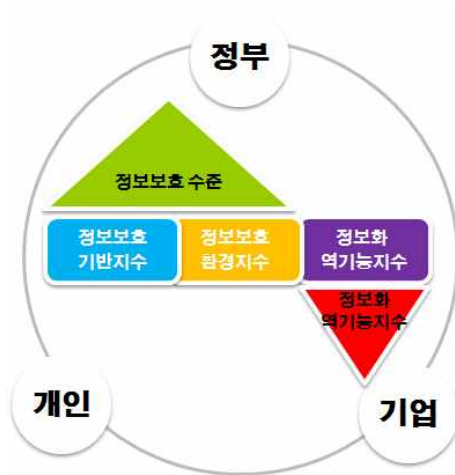 정부
정보보호 수준
정보보호
기반지수
정보보호
환경지수
정보화
역기능지수
정보화
역기능지수
개인
기업